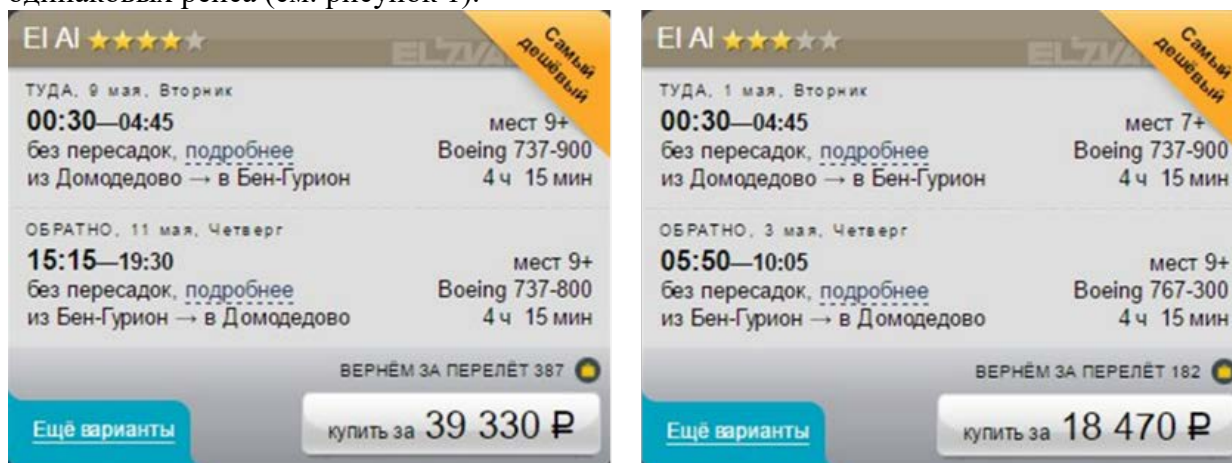 одинаковых рейса (см. рисунок 1).
El Al
Самый
дешёвый
ТУДА, 9 мая, Вторник
00:30—04:45
мест 9+
без пересадок, подробнее
Boeing 737-900
из Домодедово → в Бен-Гурион
4 ч 15 мин
ОБРАТНО, 11 мая, Четверг
15:15—19:30
мест 9+
без пересадок, подробнее
Boeing 737-800
из Бен-Гурион → в Домодедово
4 ч 15 мин
ВЕРНЁМ ЗА ПЕРЕЛЁТ 387
Ещё варианты
купить за 39 330 ₽
El Al
Самый
дешёвый
ТУДА, 1 мая, Вторник
00:30—04:45
мест 7+
без пересадок, подробнее
Boeing 737-900
из Домодедово → в Бен-Гурион
4 ч 15 мин
ОБРАТНО, 3 мая, Четверг
05:50—10:05
мест 9+
без пересадок, подробнее
Boeing 767-300
из Бен-Гурион → в Домодедово
4 ч 15 мин
ВЕРНЁМ ЗА ПЕРЕЛЁТ 182
Ещё варианты
купить за 18 470 ₽